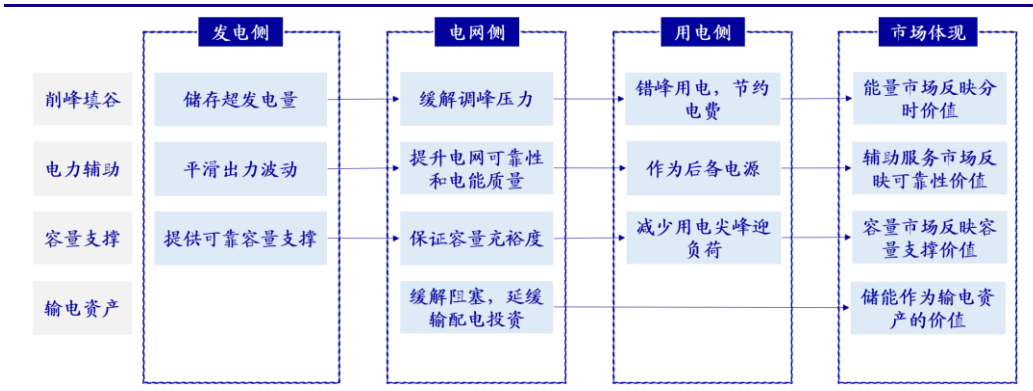 发电侧
电网侧
用电侧
市场体现
削峰填谷
储存超发电量
缓解调峰压力
错峰用电，节约
电费
能量市场反映分
时价值
电力辅助
平滑出力波动
提升电网可靠性
和电能质量
作为后备电源
辅助服务市场反
映可靠性价值
容量支撑
提供可靠容量支撑
保证容量充裕度
减少用电尖峰迎
负荷
容量市场反映容
量支撑价值
输电资产
缓解阻塞，延缓
输配电投资
储能作为输电资
产的价值